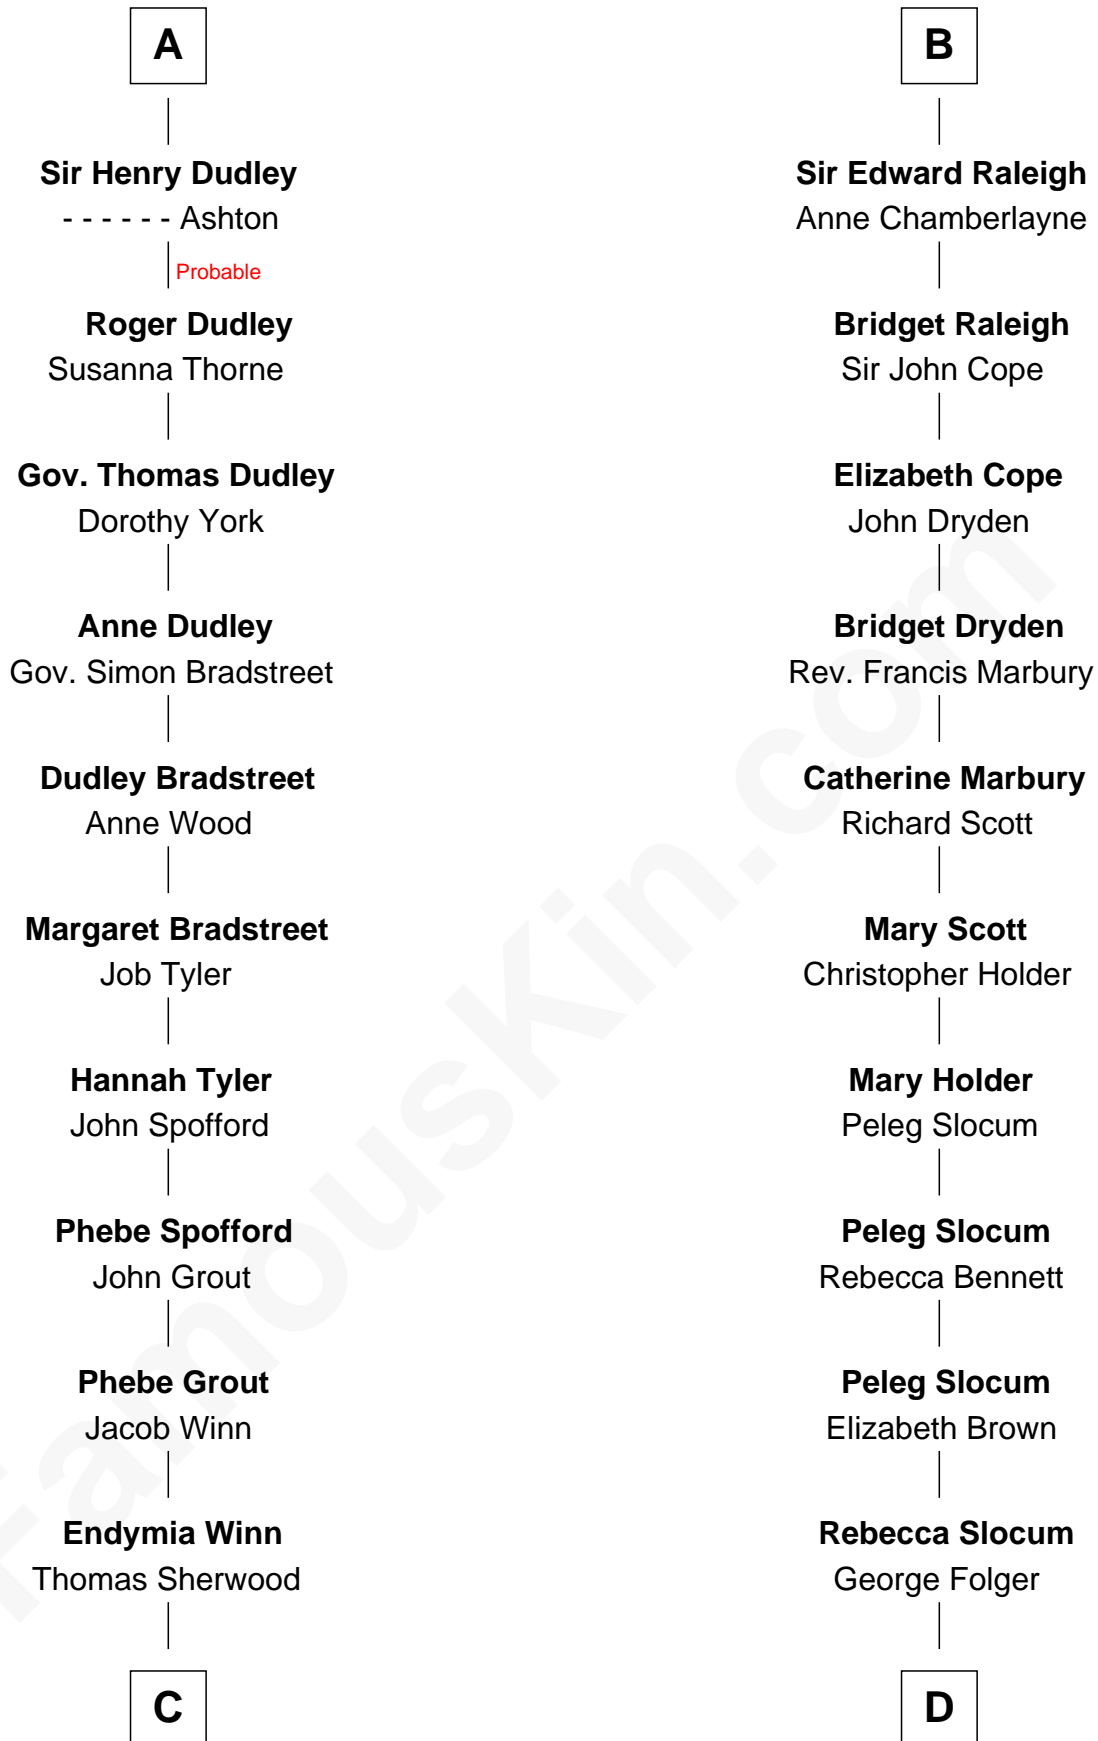 A
Sir Henry Dudley
- - - - - - Ashton
Probable
Roger Dudley
Susanna Thorne
Gov. Thomas Dudley
Dorothy York
Anne Dudley
Gov. Simon Bradstreet
Dudley Bradstreet
Anne Wood
Margaret Bradstreet
Job Tyler
Hannah Tyler
John Spofford
Phebe Spofford
John Grout
Phebe Grout
Jacob Winn
Endymia Winn
Thomas Sherwood
C
B
Sir Edward Raleigh
Anne Chamberlayne
Bridget Raleigh
Sir John Cope
Elizabeth Cope
John Dryden
Bridget Dryden
Rev. Francis Marbury
Catherine Marbury
Richard Scott
Mary Scott
Christopher Holder
Mary Holder
Peleg Slocum
Peleg Slocum
Rebecca Bennett
Peleg Slocum
Elizabeth Brown
Rebecca Slocum
George Folger
D
FamousKin.com